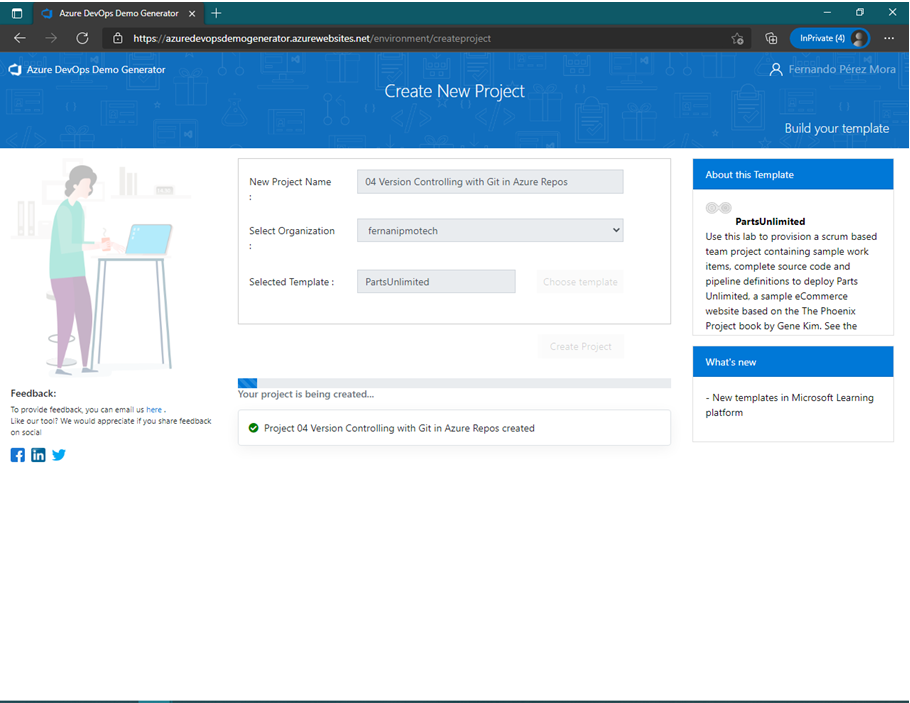 Azure DevOps Demo Generator
https://azuredevopsdemogenerator.azurewebsites.net/environment/createproject
InPrivate (4)
Azure DevOps Demo Generator
Fernando Pérez Mora
Create New Project
Build your template
New Project Name
:
04 Version Controlling with Git in Azure Repos
Select Organization
:
fernanipmotech
Selected Template :
PartsUnlimited
Choose template
Create Project
Your project is being created...
Project 04 Version Controlling with Git in Azure Repos created
About this Template
PartsUnlimited
Use this lab to provision a scrum based
team project containing sample work
items, complete source code and
pipeline definitions to deploy Parts
Unlimited, a sample eCommerce
website based on the The Phoenix
Project book by Gene Kim. See the
What's new
- New templates in Microsoft Learning
platform
Feedback:
To provide feedback, you can email us here .
Like our tool? We would appreciate if you share feedback
on social